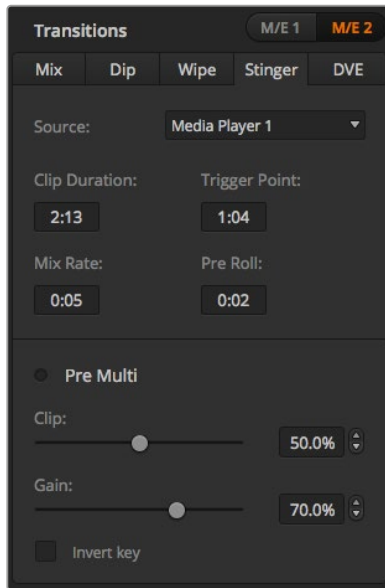 Transitions M/E 1 M/E 2
Mix Dip Wipe Stinger DVE
Source: Media Player 1
Clip Duration: Trigger Point:
2:13 1:04
Mix Rate: Pre Roll:
0:05 0:02
Pre Multi
Clip:
50.0%
Gain:
70.0%
Invert key